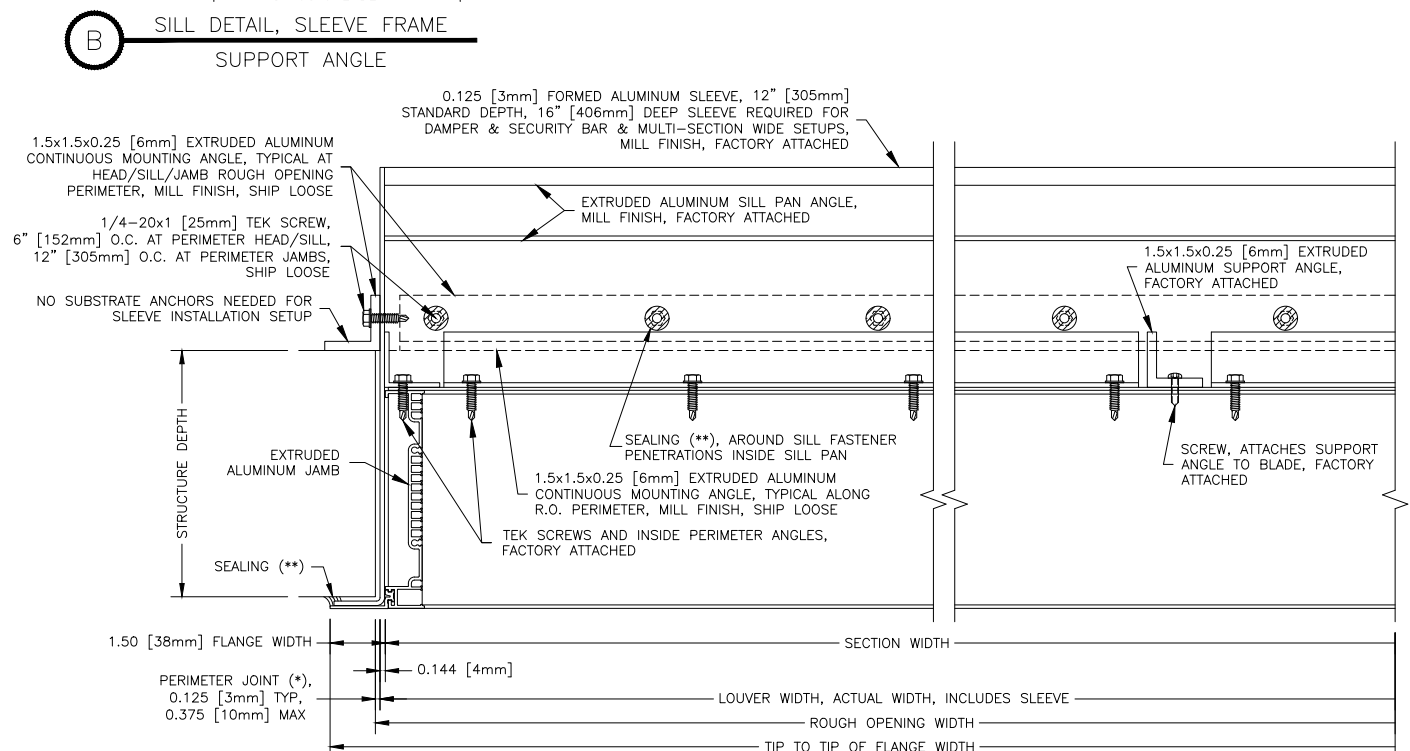 B
SILL DETAIL, SLEEVE FRAME
SUPPORT ANGLE
0.125 [3mm] FORMED ALUMINUM SLEEVE, 12" [305mm]
STANDARD DEPTH, 16" [406mm] DEEP SLEEVE REQUIRED FOR
DAMPER & SECURITY BAR & MULTI-SECTION WIDE SETUPS,
MILL FINISH, FACTORY ATTACHED
1.5x1.5x0.25 [6mm] EXTRUDED ALUMINUM
CONTINUOUS MOUNTING ANGLE, TYPICAL AT
HEAD/SILL/JAMB ROUGH OPENING
PERIMETER, MILL FINISH, SHIP LOOSE
EXTRUDED ALUMINUM SILL PAN ANGLE,
MILL FINISH, FACTORY ATTACHED
1/4-20x1 [25mm] TEK SCREW,
6" [152mm] O.C. AT PERIMETER HEAD/SILL,
12" [305mm] O.C. AT PERIMETER JAMBS,
SHIP LOOSE
1.5x1.5x0.25 [6mm] EXTRUDED
ALUMINUM SUPPORT ANGLE,
FACTORY ATTACHED
NO SUBSTRATE ANCHORS NEEDED FOR
SLEEVE INSTALLATION SETUP
STRUCTURE DEPTH
EXTRUDED
ALUMINUM JAMB
SEALING (**), AROUND SILL FASTENER
PENETRATIONS INSIDE SILL PAN
SCREW, ATTACHES SUPPORT
ANGLE TO BLADE, FACTORY
ATTACHED
1.5x1.5x0.25 [6mm] EXTRUDED ALUMINUM
CONTINUOUS MOUNTING ANGLE, TYPICAL ALONG
R.O. PERIMETER, MILL FINISH, SHIP LOOSE
TEK SCREWS AND INSIDE PERIMETER ANGLES,
FACTORY ATTACHED
SEALING (**)
1.50 [38mm] FLANGE WIDTH
SECTION WIDTH
0.144 [4mm]
PERIMETER JOINT (*),
0.125 [3mm] TYP,
0.375 [10mm] MAX
LOUVER WIDTH, ACTUAL WIDTH, INCLUDES SLEEVE
ROUGH OPENING WIDTH
TIP TO TIP OF FLANGE WIDTH